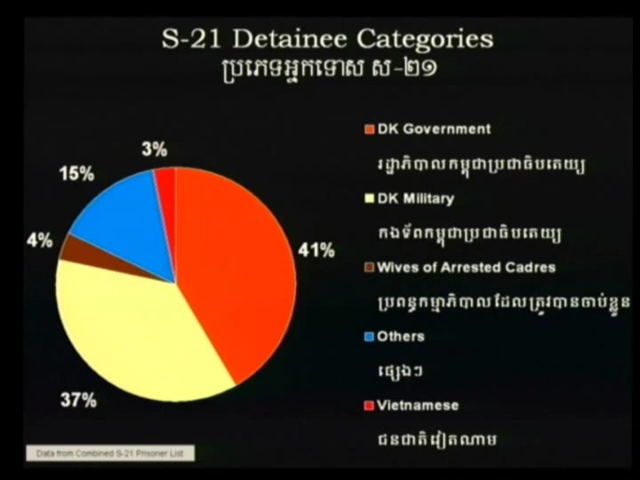 S-21 Detainee Categories
ប្រភេទអ្នកទោស ស-២១
3%
15%
4%
41%
37%
DK Government
រដ្ឋាភិបាលកម្ពុជាប្រជាធិបតេយ្យ
DK Military
កងទ័ពកម្ពុជាប្រជាធិបតេយ្យ
Wives of Arrested Cadres
ប្រពន្ធកម្មាភិបាលដែលត្រូវបានចាប់ខ្លួន
Others
ផ្សេងៗ
Vietnamese
ជនជាតិវៀតណាម
Data from Combined S-21 Prisoner List